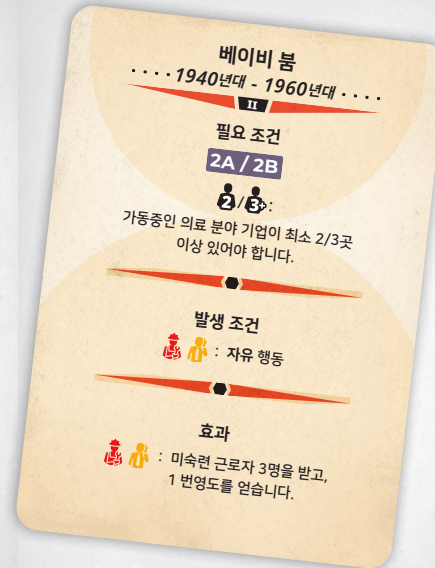 베이비 붐
1940년대 - 1960년대
II
필요 조건
2A / 2B
2 / 3+ :
가동중인 의료 분야 기업이 최소 2/3곳
이상 있어야 합니다.
발생 조건
: 자유 행동
효과
: 미숙련 근로자 3명을 받고,
1 번영도를 얻습니다.